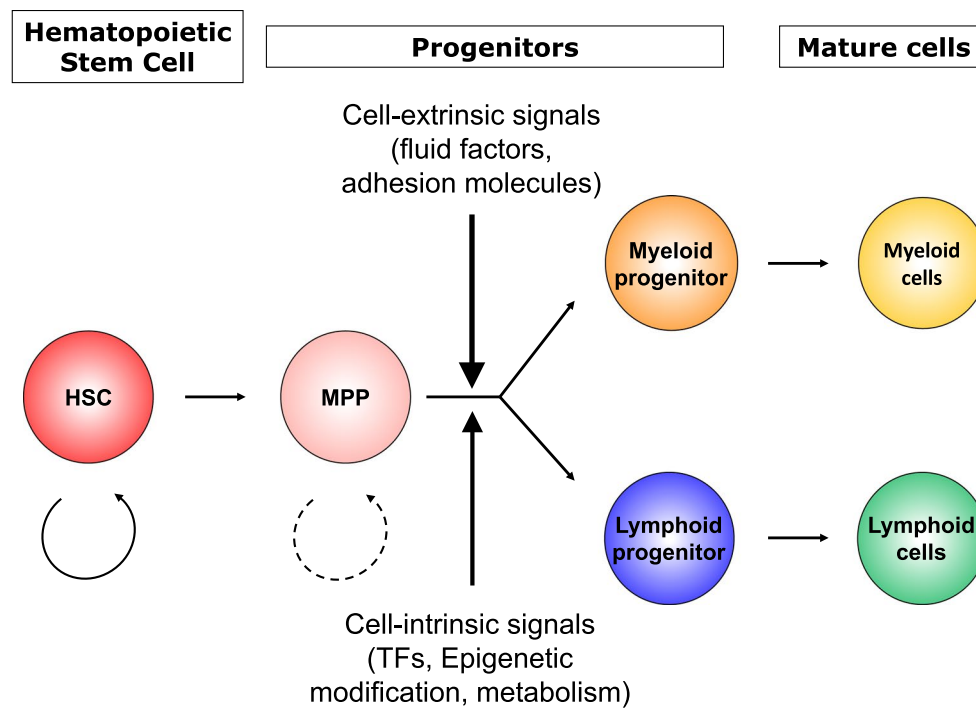 Hematopoietic
Stem Cell
Progenitors
Mature cells
Cell-extrinsic signals
(fluid factors,
adhesion molecules)
Myeloid
progenitor
Myeloid
cells
HSC
MPP
Lymphoid
progenitor
Lymphoid
cells
Cell-intrinsic signals
(TFs, Epigenetic
modification, metabolism)